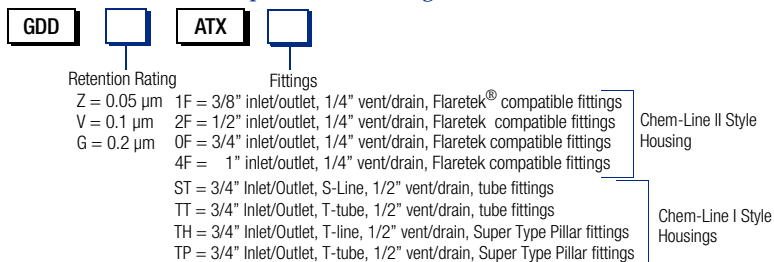 GDD ATX
Retention Rating Fittings
Z = 0.05 μm 1F = 3/8" inlet/outlet, 1/4" vent/drain, Flaretek® compatible fittings
V = 0.1 μm 2F = 1/2" inlet/outlet, 1/4" vent/drain, Flaretek compatible fittings
G = 0.2 μm 0F = 3/4" inlet/outlet, 1/4" vent/drain, Flaretek compatible fittings
4F = 1" inlet/outlet, 1/4" vent/drain, Flaretek compatible fittings
Chem-Line II Style
Housing
ST = 3/4" Inlet/Outlet, S-Line, 1/2" vent/drain, tube fittings
TT = 3/4" Inlet/Outlet, T-tube, 1/2" vent/drain, tube fittings
TH = 3/4" Inlet/Outlet, T-line, 1/2" vent/drain, Super Type Pillar fittings
TP = 3/4" Inlet/Outlet, T-tube, 1/2" vent/drain, Super Type Pillar fittings
Chem-Line I Style
Housings